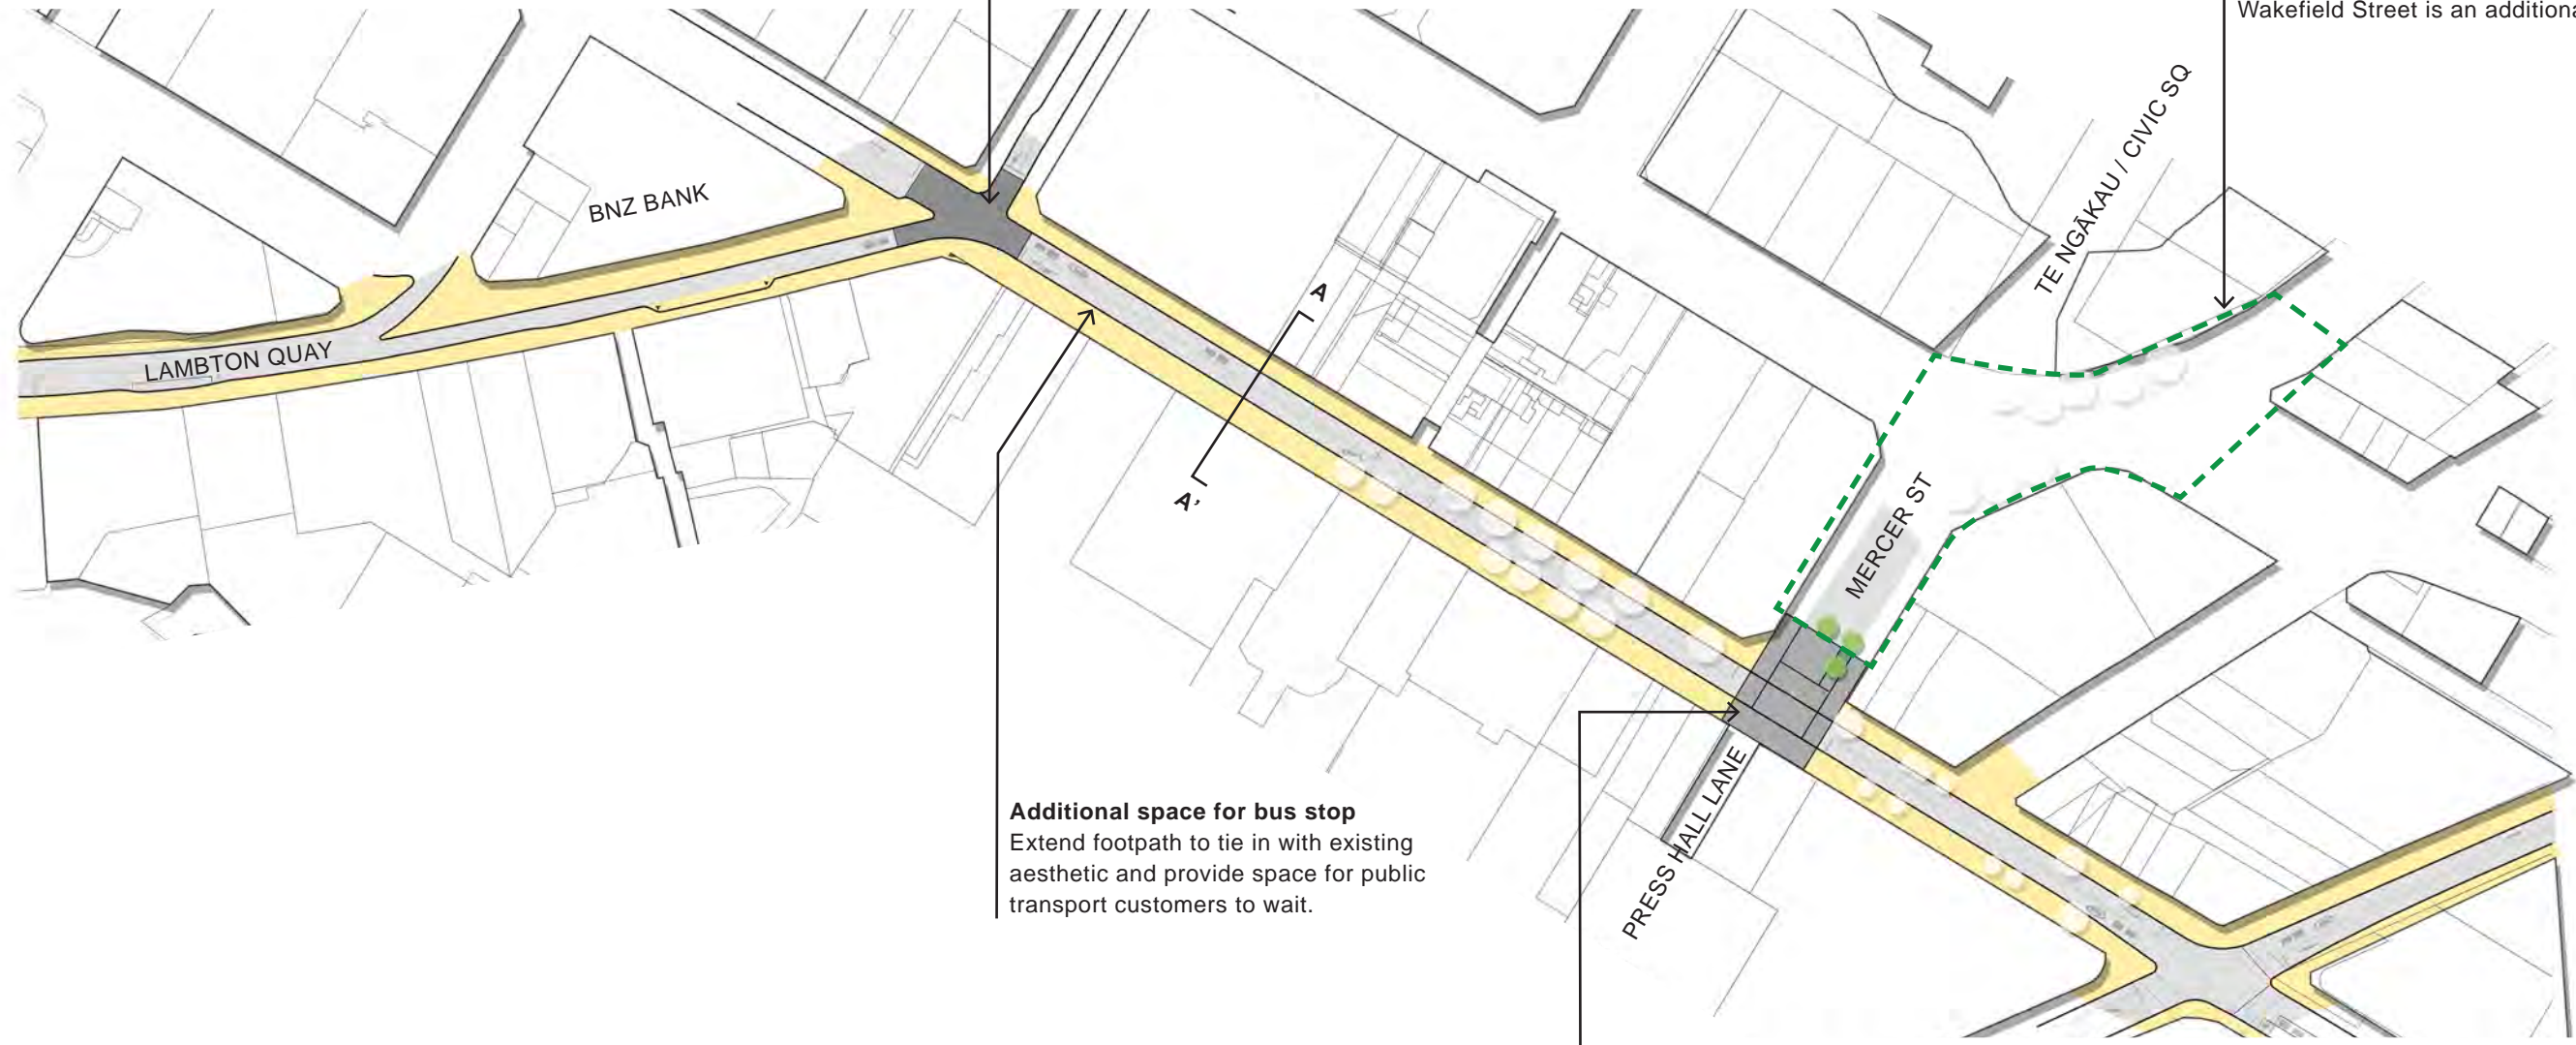 Wakefield Street is an additiona
TE NGĀKAU / CIVIC SQ
BNZ BANK
LAMBTON QUAY
A
A'
MERCER ST
PRESS HALL LANE
Additional space for bus stop
Extend footpath to tie in with existing
aesthetic and provide space for public
transport customers to wait.